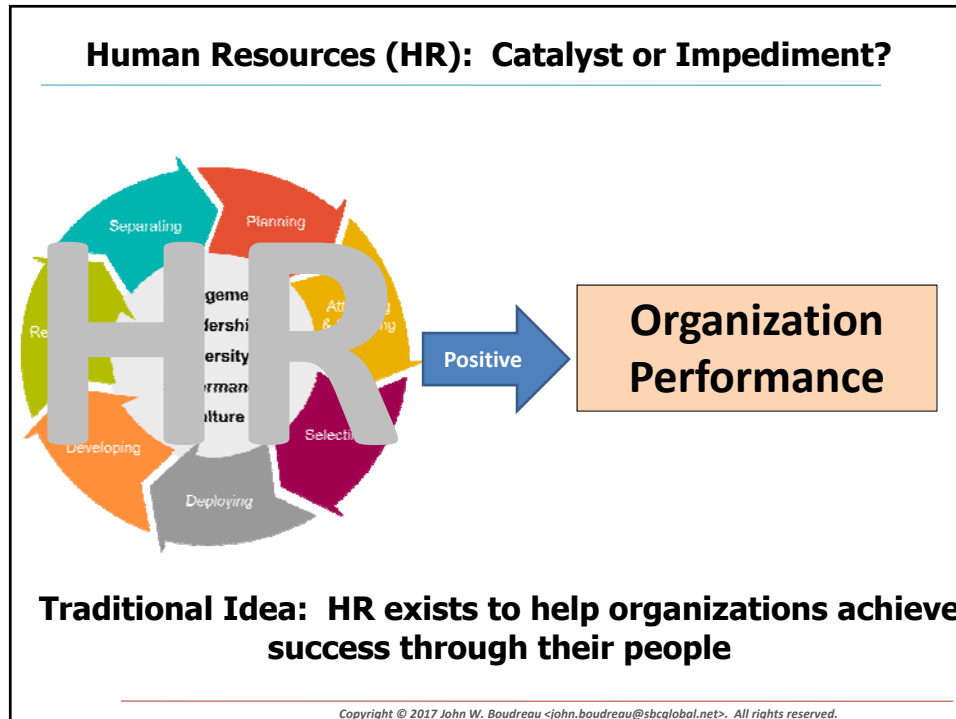 Human Resources (HR): Catalyst or Impediment?
Separating
Planning
HR
Positive
Organization
Performance
Developing
Deploying
Traditional Idea: HR exists to help organizations achieve
success through their people
Copyright © 2017 John W. Boudreau <john.boudreau@sbcglobal.net>. All rights reserved.